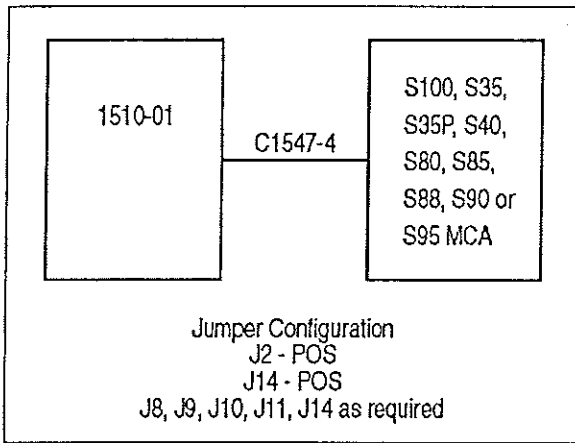 1510-01
C1547-4
S100, S35,
S35P, S40,
S80, S85,
S88, S90 or
S95 MCA
Jumper Configuration
J2 - POS
J14 - POS
J8, J9, J10, J11, J14 as required